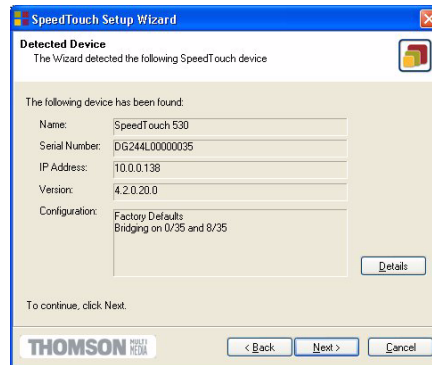 SpeedTouch Setup Wizard
Detected Device
The Wizard detected the following SpeedTouch device
The following device has been found:
Name: SpeedTouch 530
Serial Number: DG244L00000035
IP Address: 10.0.0.138
Version: 4.2.0.20.0
Configuration: Factory Defaults
Bridging on 0/35 and 8/35
Details
To continue, click Next.
THOMSON MULTI MEDIA
< Back Next > Cancel